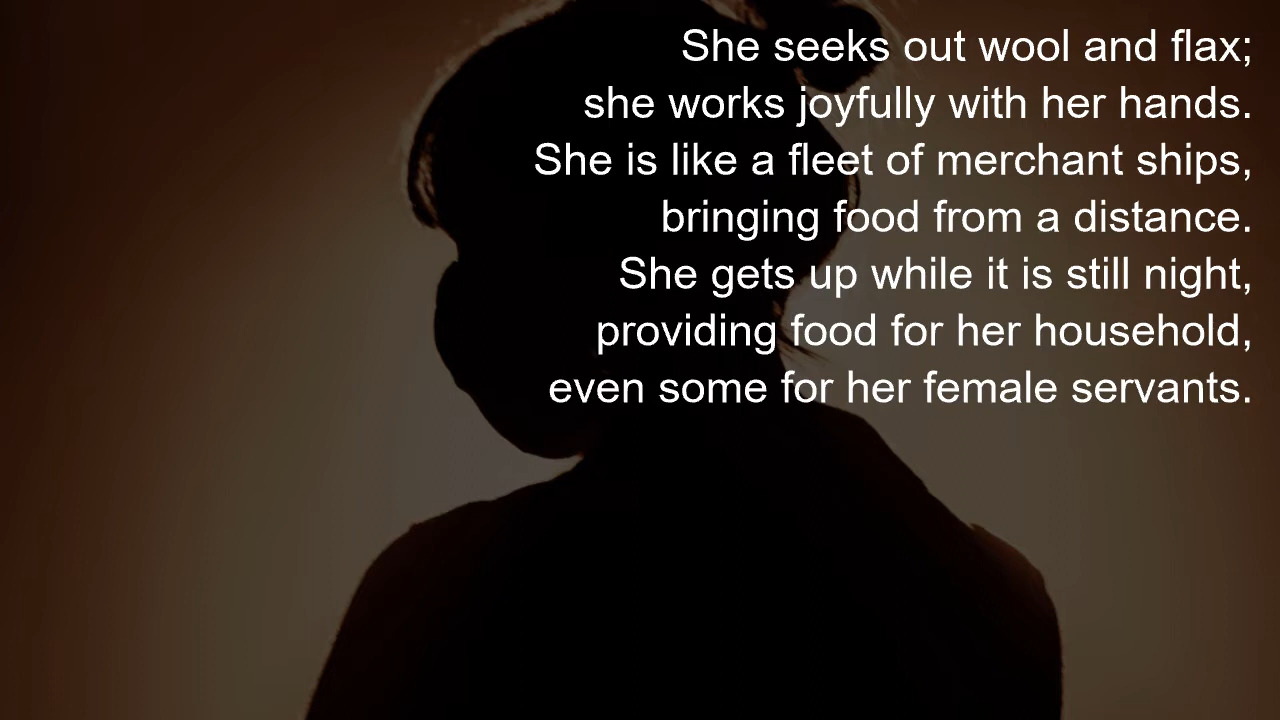 She seeks out wool and flax;
she works joyfully with her hands.
She is like a fleet of merchant ships,
bringing food from a distance.
She gets up while it is still night,
providing food for her household,
even some for her female servants.